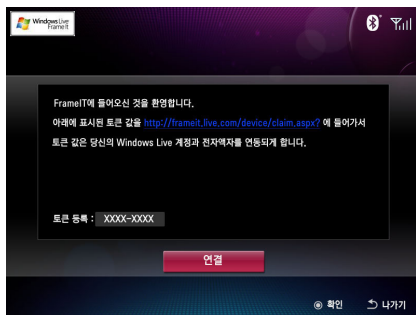 Windows Live
FrameIt
FrameIT에 들어오신 것을 환영합니다.
아래에 표시된 토큰 값을 http://frameit.live.com/device/claim.aspx? 에 들어가서
토큰 값은 당신의 Windows Live 계정과 전자액자를 연동되게 합니다.
토큰 등록 : XXXX-XXXX
연결
확인 나가기